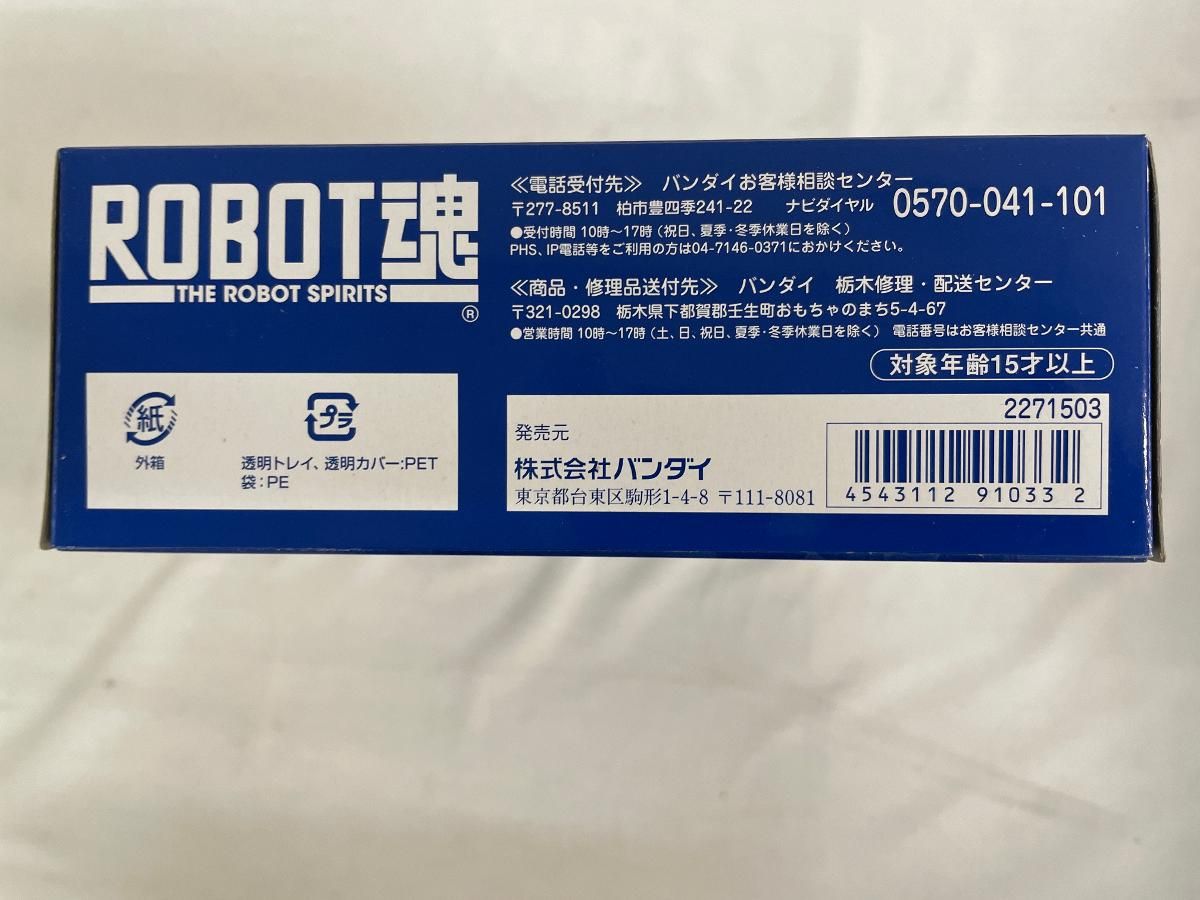 ROBOT魂
THE ROBOT SPIRITS
®
≪電話受付先≫ バンダイお客様相談センター
〒277-8511 柏市豊四季241-22 ナビダイヤル 0570-041-101
●受付時間 10時〜17時 (祝日、夏季・冬季休業日を除く)
PHS、IP電話等をご利用の方は04-7146-0371におかけください。
≪商品・修理品送付先≫ バンダイ 栃木修理・配送センター
〒321-0298 栃木県下都賀郡壬生町おもちゃのまち5-4-67
●営業時間 10時〜17時 (土、日、祝日、夏季・冬季休業日を除く) 電話番号はお客様相談センター共通
対象年齢15才以上
紙
外箱
プラ
透明トレイ、透明カバー:PET
袋:PE
2271503
発売元
株式会社バンダイ
東京都台東区駒形1-4-8 〒111-8081
4543112 91033 2